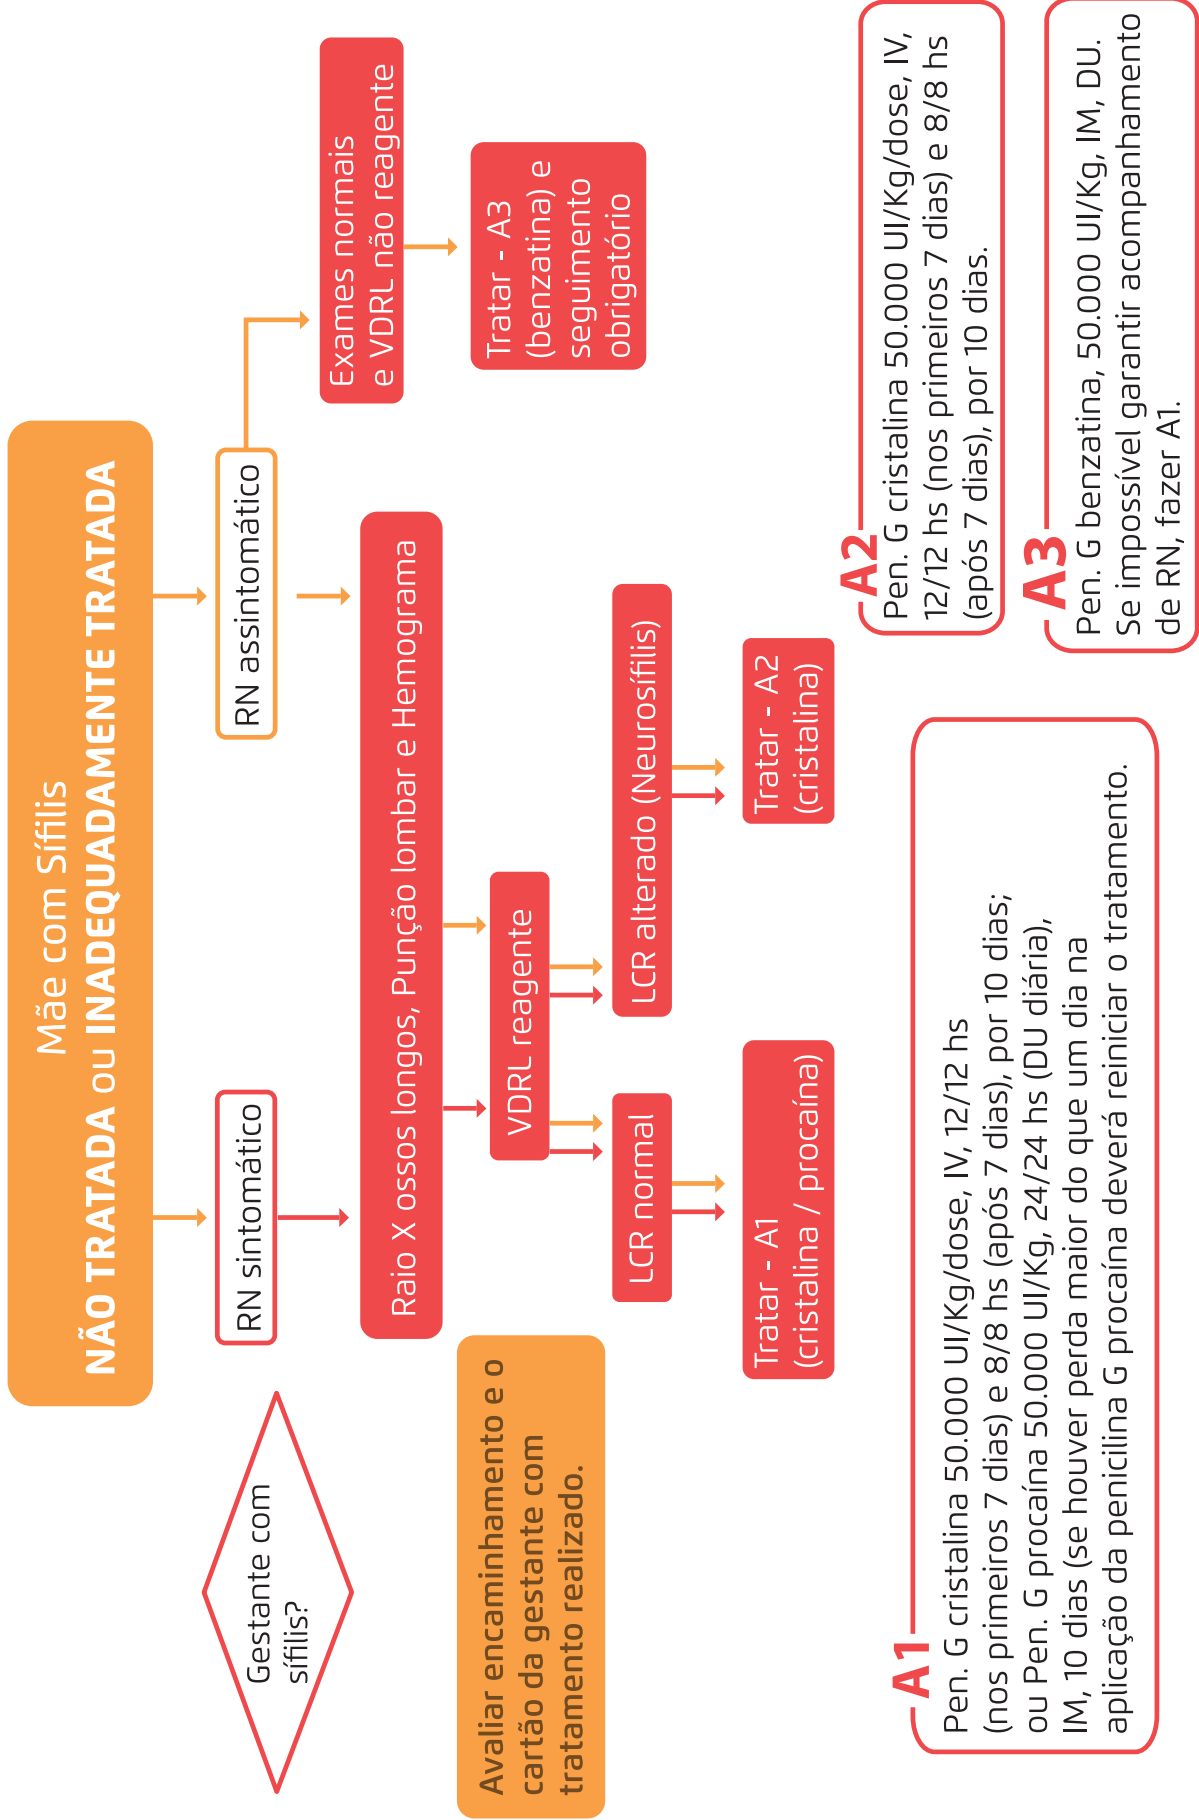 Mãe com Sífilis
NÃO TRATADA ou INADEQUADAMENTE TRATADA
Gestante com
sífilis?
RN sintomático
RN assintomático
Exames normais
e VDRL não reagente
Raio X ossos longos, Punção lombar e Hemograma
Avaliar encaminhamento e o
cartão da gestante com
tratamento realizado.
VDRL reagente
Tratar - A3
(benzatina) e
seguimento
obrigatório
LCR normal
LCR alterado (Neurosífilis)
Tratar - A1
(cristalina / procaína)
Tratar - A2
(cristalina)
A1
Pen. G cristalina 50.000 UI/Kg/dose, IV, 12/12 hs
(nos primeiros 7 dias) e 8/8 hs (após 7 dias), por 10 dias;
ou Pen. G procaína 50.000 UI/Kg, 24/24 hs (DU diária),
IM, 10 dias (se houver perda maior do que um dia na
aplicação da penicilina G procaína deverá reiniciar o tratamento.
A2
Pen. G cristalina 50.000 UI/Kg/dose, IV,
12/12 hs (nos primeiros 7 dias) e 8/8 hs
(após 7 dias), por 10 dias.
A3
Pen. G benzatina, 50.000 UI/Kg, IM, DU.
Se impossível garantir acompanhamento
de RN, fazer A1.